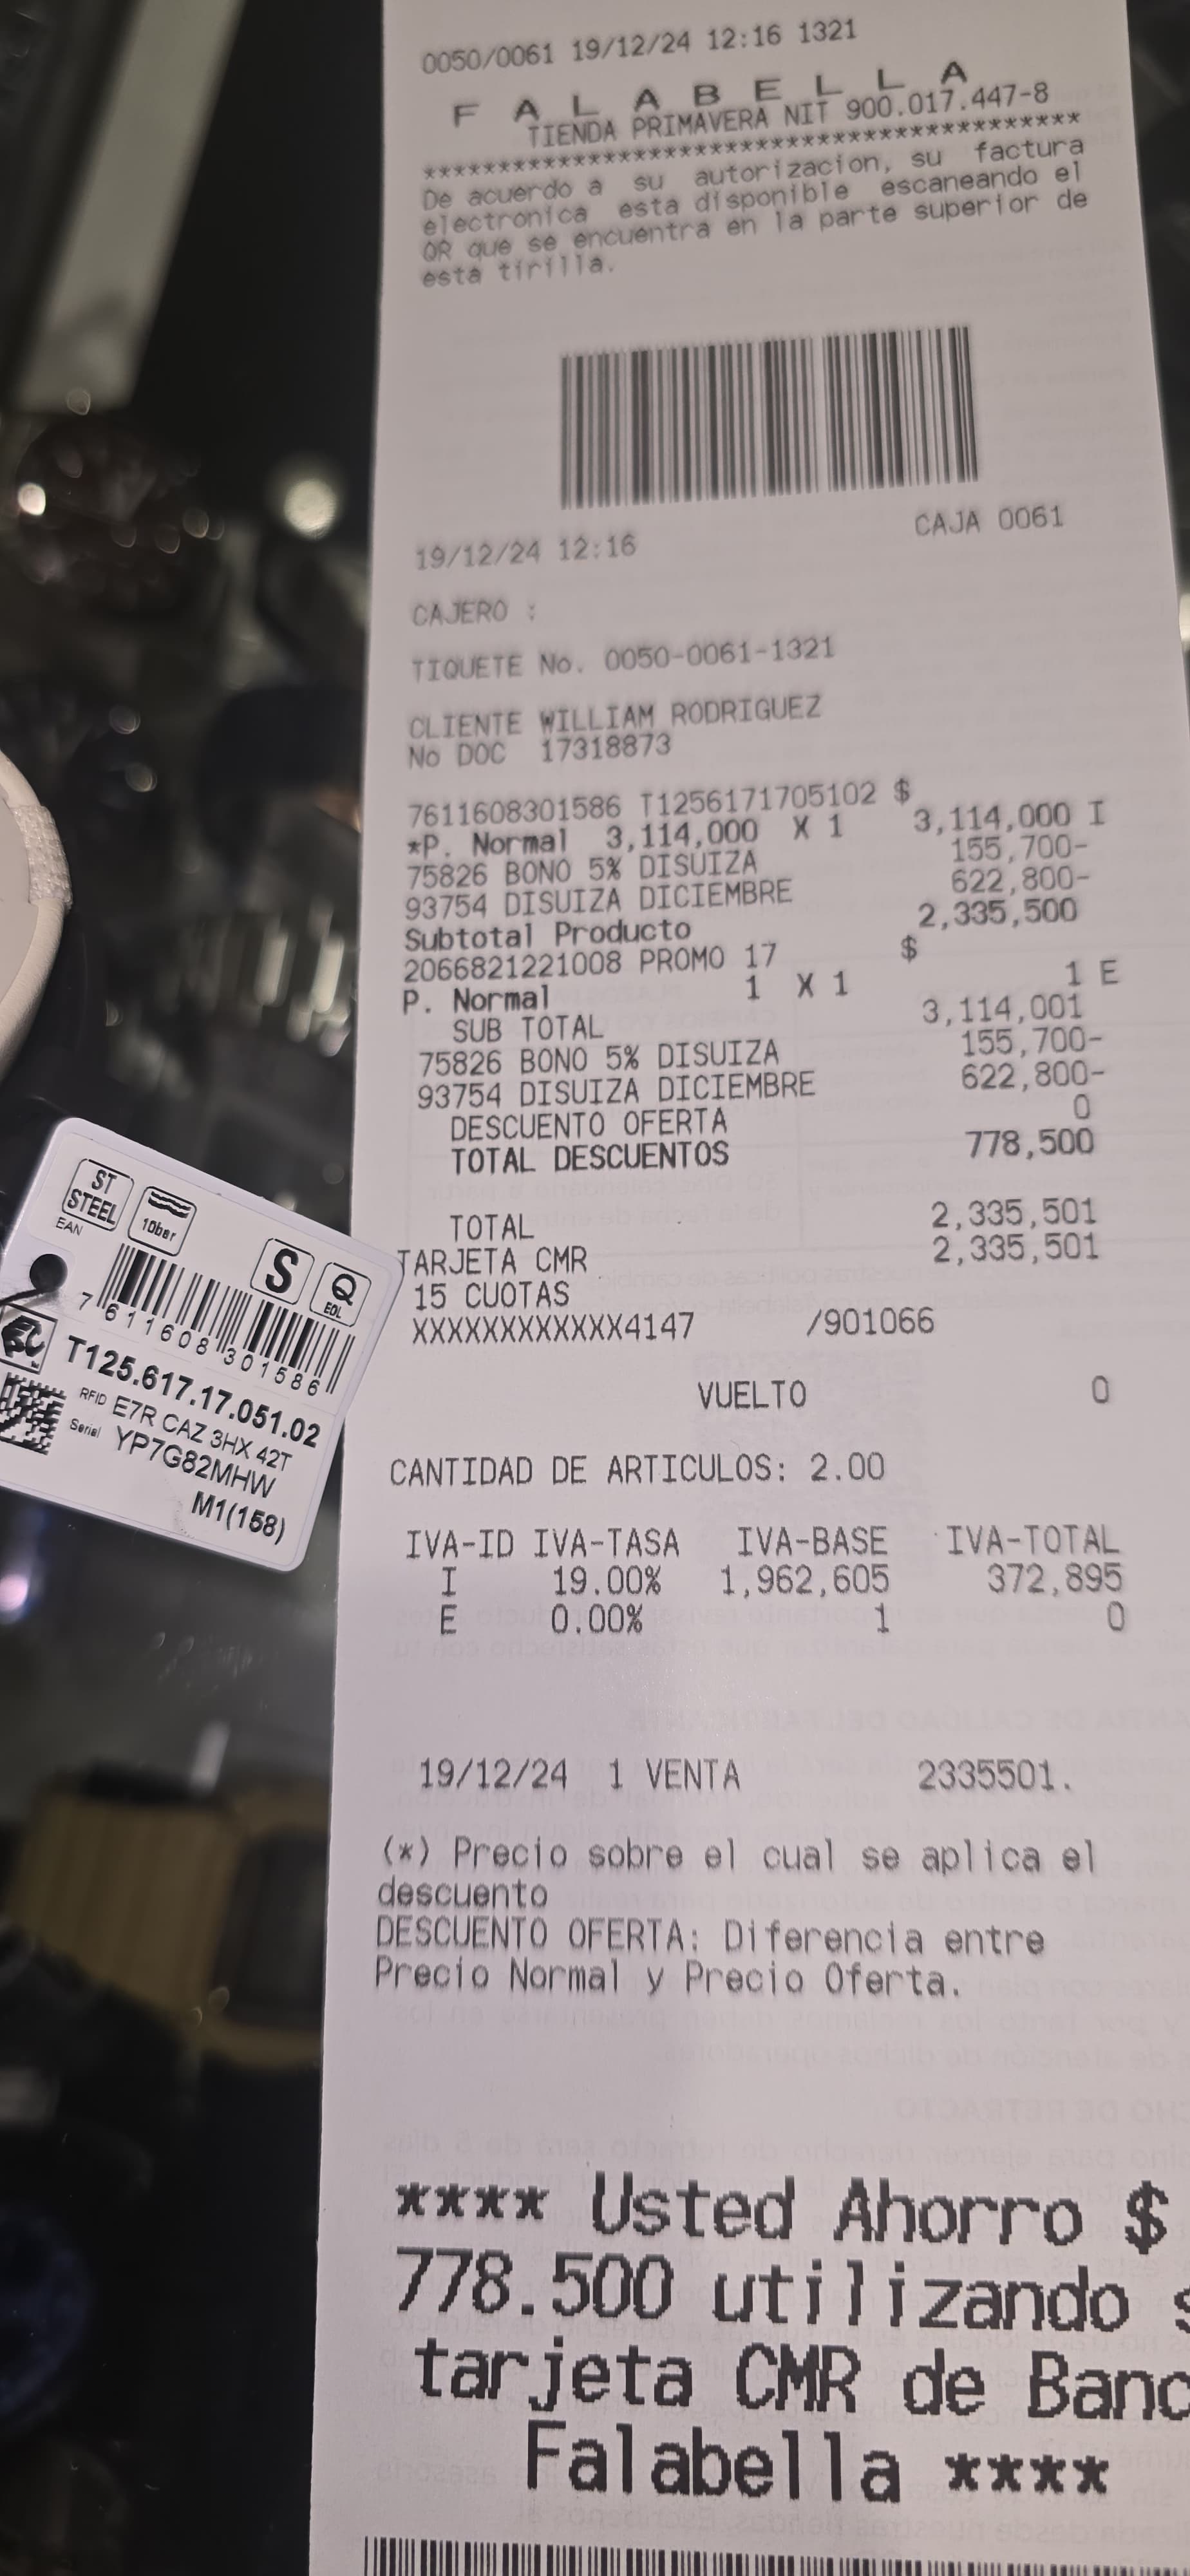 0050/0061 19/12/24 12:16 1321
F A L A B E L L A
TIENDA PRIMAVERA NIT 900.017.447-8
********************************************
De acuerdo a su autorizacion, su factura
electronica esta disponible escaneando el
QR que se encuentra en la parte superior de
esta tirilla.
CAJA 0061
19/12/24 12:16
CAJERO :
TIQUETE No. 0050-0061-1321
CLIENTE WILLIAM RODRIGUEZ
No DOC 17318873
7611608301586 T1256171705102 $
*P. Normal 3,114,000 X 1 3,114,000 I
75826 BONO 5% DISUIZA 155,700-
93754 DISUIZA DICIEMBRE 622,800-
Subtotal Producto 2,335,500
2066821221008 PROMO 17 $
P. Normal 1 X 1 1 E
SUB TOTAL 3,114,001
75826 BONO 5% DISUIZA 155,700-
93754 DISUIZA DICIEMBRE 622,800-
DESCUENTO OFERTA 0
TOTAL DESCUENTOS 778,500
TOTAL 2,335,501
TARJETA CMR 2,335,501
15 CUOTAS
XXXXXXXXXXXX4147 /901066
VUELTO 0
CANTIDAD DE ARTICULOS: 2.00
IVA-ID IVA-TASA IVA-BASE IVA-TOTAL
I 19.00% 1,962,605 372,895
E 0.00% 1 0
19/12/24 1 VENTA 2335501.
(*) Precio sobre el cual se aplica el
descuento
DESCUENTO OFERTA: Diferencia entre
Precio Normal y Precio Oferta.
**** Usted Ahorro $
778.500 utilizando s
tarjeta CMR de Banc
Falabella ****
ST STEEL
10bar
EAN
S
Q
EOL
7 611608 301586
T125.617.17.051.02
RFID E7R CAZ 3HX 42T
Serial YP7G82MHW
M1(158)